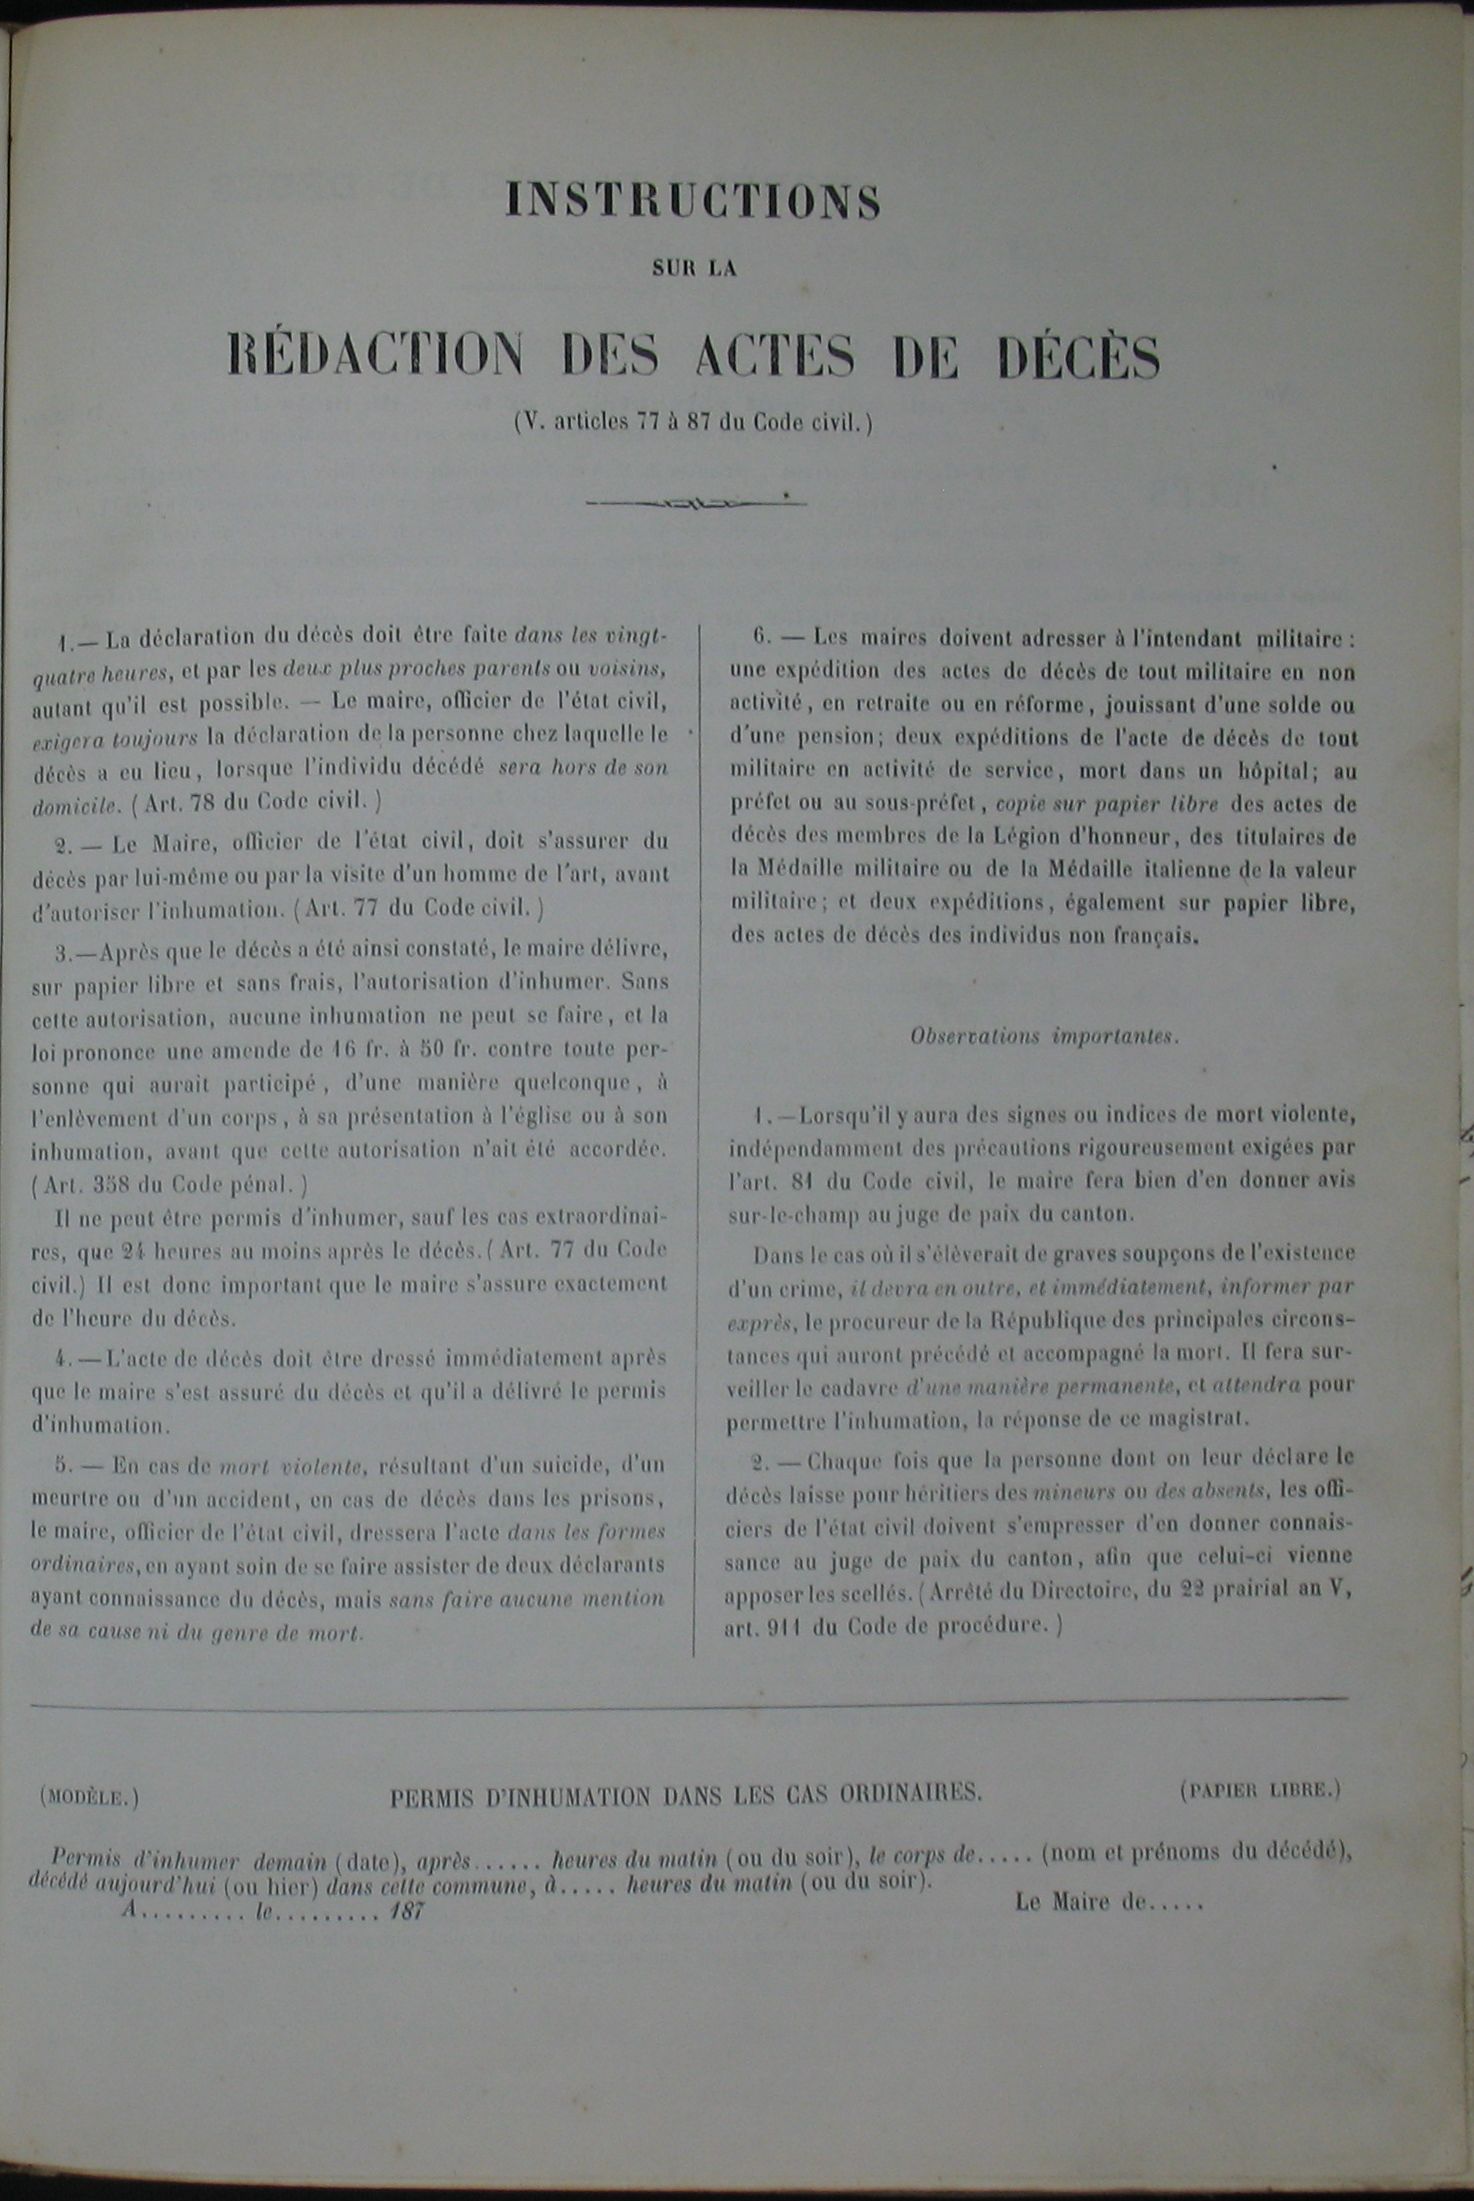 INSTRUCTIONS
SUR LA
RÉDACTION DES ACTES DE DÉCÈS
(V. articles 77 à 87 du Code civil.)
1.— La déclaration du décès doit être faite dans les vingt-
quatre heures, et par les deux plus proches parents ou voisins,
autant qu'il est possible. — Le maire, officier de l'état civil,
exigera toujours la déclaration de la personne chez laquelle le
décès a eu lieu, lorsque l'individu décédé sera hors de son
domicile. (Art. 78 du Code civil.)
2. — Le Maire, officier de l'état civil, doit s'assurer du
décès par lui-même ou par la visite d'un homme de l'art, avant
d'autoriser l'inhumation. (Art. 77 du Code civil.)
3.—Après que le décès a été ainsi constaté, le maire délivre,
sur papier libre et sans frais, l'autorisation d'inhumer. Sans
cette autorisation, aucune inhumation ne peut se faire, et la
loi prononce une amende de 16 fr. à 50 fr. contre toute per-
sonne qui aurait participé, d'une manière quelconque, à
l'enlèvement d'un corps, à sa présentation à l'église ou à son
inhumation, avant que cette autorisation n'ait été accordée.
(Art. 358 du Code pénal.)
Il ne peut être permis d'inhumer, sauf les cas extraordinai-
res, que 24 heures au moins après le décès. (Art. 77 du Code
civil.) Il est donc important que le maire s'assure exactement
de l'heure du décès.
4. — L'acte de décès doit être dressé immédiatement après
que le maire s'est assuré du décès et qu'il a délivré le permis
d'inhumation.
5. — En cas de mort violente, résultant d'un suicide, d'un
meurtre ou d'un accident, en cas de décès dans les prisons,
le maire, officier de l'état civil, dressera l'acte dans les formes
ordinaires, en ayant soin de se faire assister de deux déclarants
ayant connaissance du décès, mais sans faire aucune mention
de sa cause ni du genre de mort.
6. — Les maires doivent adresser à l'intendant militaire :
une expédition des actes de décès de tout militaire en non
activité, en retraite ou en réforme, jouissant d'une solde ou
d'une pension; deux expéditions de l'acte de décès de tout
militaire en activité de service, mort dans un hôpital; au
préfet ou au sous-préfet, copie sur papier libre des actes de
décès des membres de la Légion d'honneur, des titulaires de
la Médaille militaire ou de la Médaille italienne de la valeur
militaire; et deux expéditions, également sur papier libre,
des actes de décès des individus non français.
Observations importantes.
1. —Lorsqu'il y aura des signes ou indices de mort violente,
indépendamment des précautions rigoureusement exigées par
l'art. 81 du Code civil, le maire fera bien d'en donner avis
sur-le-champ au juge de paix du canton.
Dans le cas où il s'élèverait de graves soupçons de l'existence
d'un crime, il devra en outre, et immédiatement, informer par
exprès, le procureur de la République des principales circons-
tances qui auront précédé et accompagné la mort. Il fera sur-
veiller le cadavre d'une manière permanente, et attendra pour
permettre l'inhumation, la réponse de ce magistrat.
2. — Chaque fois que la personne dont on leur déclare le
décès laisse pour héritiers des mineurs ou des absents, les offi-
ciers de l'état civil doivent s'empresser d'en donner connais-
sance au juge de paix du canton, afin que celui-ci vienne
apposer les scellés. (Arrêté du Directoire, du 22 prairial an V,
art. 911 du Code de procédure.)
(MODÈLE.) PERMIS D'INHUMATION DANS LES CAS ORDINAIRES. (PAPIER LIBRE.)
Permis d'inhumer demain (date), après...... heures du matin (ou du soir), le corps de..... (nom et prénoms du décédé),
décédé aujourd'hui (ou hier) dans cette commune, à..... heures du matin (ou du soir).
A......... le......... 187 Le Maire de.....